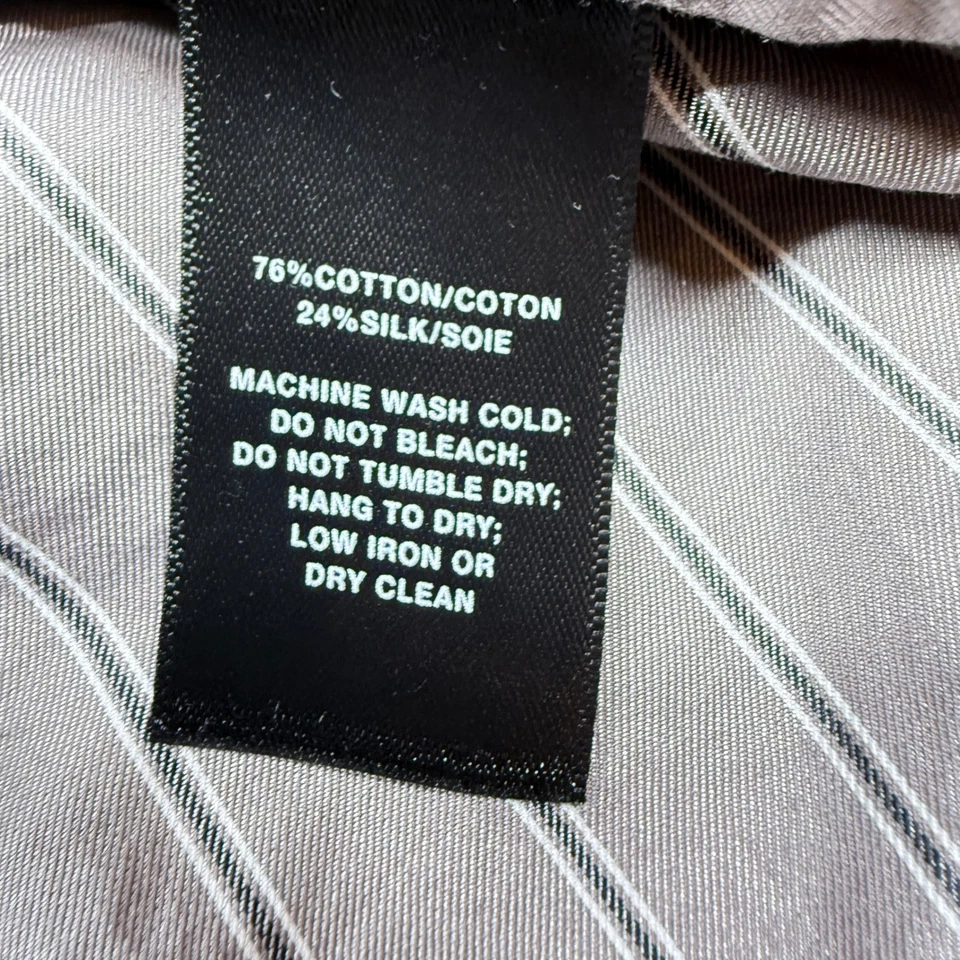 76%COTTON/COTON
24%SILK/SOIE
MACHINE WASH COLD;
DO NOT BLEACH;
DO NOT TUMBLE DRY;
HANG TO DRY;
LOW IRON OR
DRY CLEAN